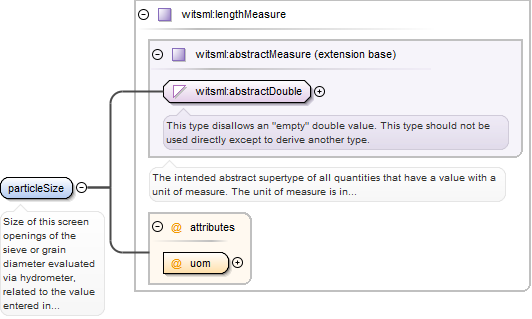 witsml:lengthMeasure
witsml:abstractMeasure (extension base)
witsml:abstractDouble
This type disallows an "empty" double value. This type should not be
used directly except to derive another type.
The intended abstract supertype of all quantities that have a value with a
unit of measure. The unit of measure is in...
particleSize
Size of this screen
openings of the
sieve or grain
diameter evaluated
via hydrometer,
related to the value
entered in...
@ attributes
@ uom